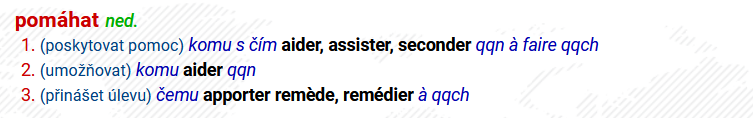 pomáhat ned.
1. (poskytovat pomoc) komu s čím aider, assister, seconder qqn à faire qqch
2. (umožňovat) komu aider qqn
3. (přinášet úlevu) čemu apporter remède, remédier à qqch